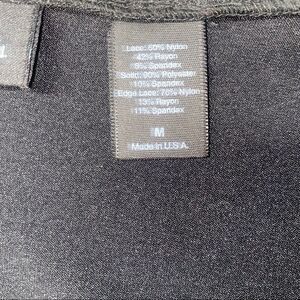 Lace: 50% Nylon
42% Rayon
8% Spandex
Solid: 90% Polyester
10% Spandex
Edge Lace: 76% Nylon
13% Rayon
11% Spandex
M
Made in U.S.A.